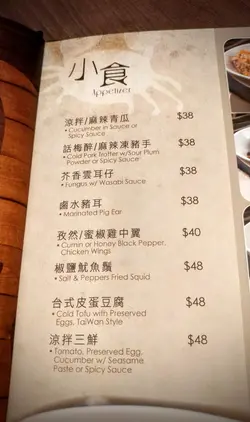 小食
Appetizer
涼拌/麻辣青瓜 $38
• Cucumber in Sauyce or
Spicy Sauce
話梅醉/麻辣凍豬手 $38
• Cold Pork Trotter w/Sour Plum
Powder or Spicy Sauce
芥香雲耳仔 $38
• Fungus w/ Wasabi Sauce
鹵水豬耳 $38
• Marinated Pig Ear
孜然/蜜椒雞中翼 $40
• Cumin or Honey Black Pepper,
Chicken Wings
椒鹽魷魚鬚 $48
• Salt & Peppers Fried Squid
台式皮蛋豆腐 $48
• Cold Tofu with Preserved
Eggs, TaiWan Style
涼拌三鮮 $48
• Tomato, Preserved Egg,
Cucumber w/ Seasame
Paste or Spicy Sauce